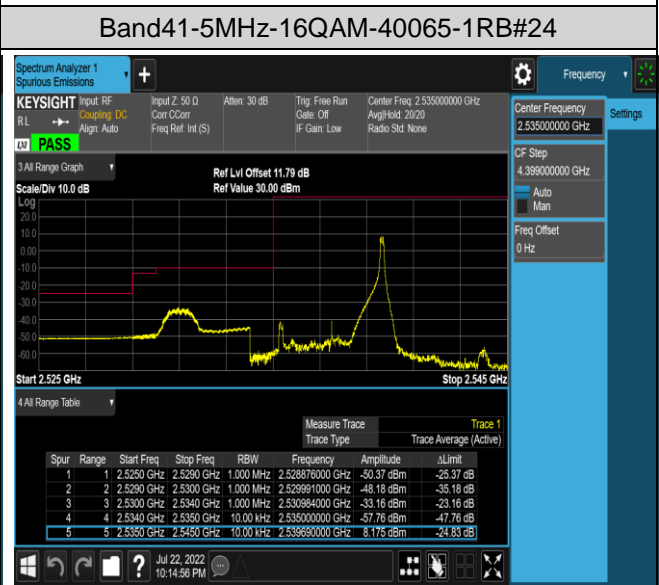 Band41-5MHz-16QAM-40065-1RB#24
Spectrum Analyzer 1
Spurious Emissions
+
Frequency
KEYSIGHT
RL
LXI PASS
Input: RF
Coupling: DC
Align: Auto
Input Z: 50 Ω
Corr CCorr
Freq Ref: Int (S)
Atten: 30 dB
Trig: Free Run
Gate: Off
IF Gain: Low
Center Freq: 2.535000000 GHz
Avg|Hold: 20/20
Radio Std: None
Center Frequency
2.535000000 GHz
Settings
CF Step
4.399000000 GHz
Auto
Man
Freq Offset
0 Hz
3 All Range Graph
Ref Lvl Offset 11.79 dB
Scale/Div 10.0 dB Ref Value 30.00 dBm
Log
20.0
10.0
0.00
-10.0
-20.0
-30.0
-40.0
-50.0
-60.0
Start 2.525 GHz Stop 2.545 GHz
4 All Range Table
Measure Trace Trace 1
Trace Type Trace Average (Active)
Spur Range Start Freq Stop Freq RBW Frequency Amplitude ΔLimit
1 1 2.5250 GHz 2.5290 GHz 1.000 MHz 2.528876000 GHz -50.37 dBm -25.37 dB
2 2 2.5290 GHz 2.5300 GHz 1.000 MHz 2.529991000 GHz -48.18 dBm -35.18 dB
3 3 2.5300 GHz 2.5340 GHz 1.000 MHz 2.530984000 GHz -33.16 dBm -23.16 dB
4 4 2.5340 GHz 2.5350 GHz 10.00 kHz 2.535000000 GHz -57.76 dBm -47.76 dB
5 5 2.5350 GHz 2.5450 GHz 10.00 kHz 2.539690000 GHz 8.175 dBm -24.83 dB
?
Jul 22, 2022
10:14:56 PM